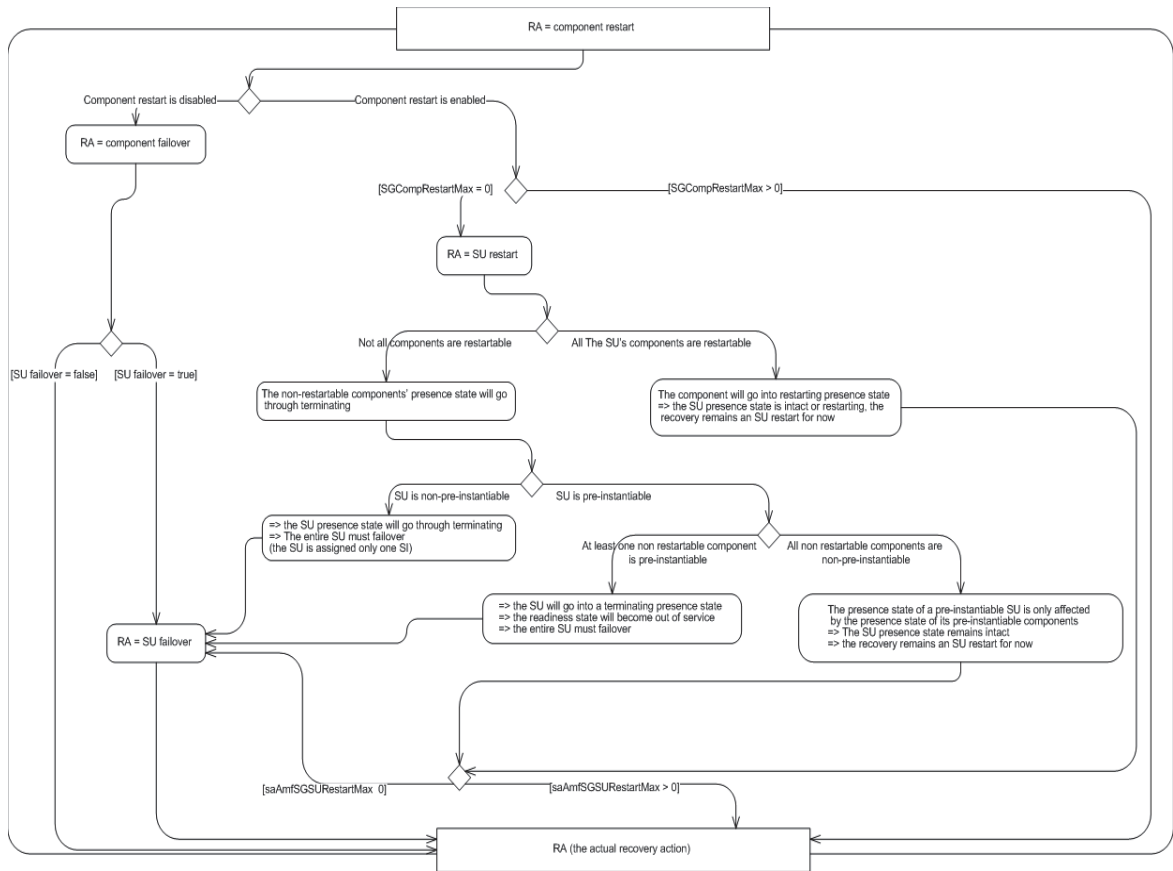 RA = component restart
Component restart is disabled
Component restart is enabled
RA = component failover
[SGCompRestartMax = 0]
[SGCompRestartMax > 0]
RA = SU restart
Not all components are restartable
All The SU's components are restartable
[SU failover = false]
[SU failover = true]
The non-restartable components' presence state will go
through terminating
The component will go into restarting presence state
=> the SU presence state is intact or restarting, the
recovery remains an SU restart for now
SU is non-pre-instantiable
SU is pre-instantiable
=> the SU presence state will go through terminating
=> The entire SU must failover
(the SU is assigned only one SI)
At least one non restartable component
is pre-instantiable
All non restartable components are
non-pre-instantiable
=> the SU will go into a terminating presence state
=> the readiness state will become out of service
=> the entire SU must failover
The presence state of a pre-instantiable SU is only affected
by the presence state of its pre-instantiable components
=> The SU presence state remains intact
=> the recovery remains an SU restart for now
RA = SU failover
[saAmfSGSURestartMax 0]
[saAmfSGSURestartMax > 0]
RA (the actual recovery action)